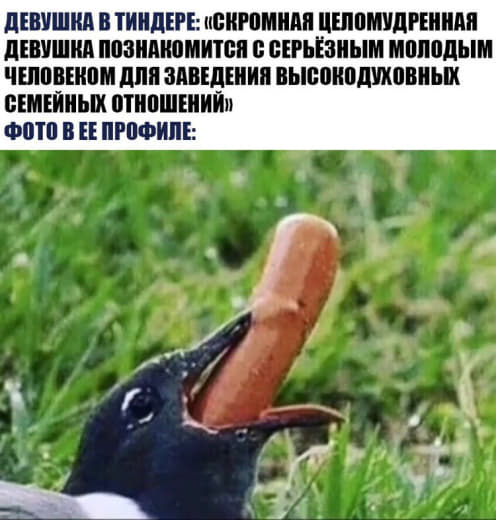 ДЕВУШКА В ТИНДЕРЕ: «СКРОМНАЯ ЦЕЛОМУДРЕННАЯ
ДЕВУШКА ПОЗНАКОМИТСЯ С СЕРЬЁЗНЫМ МОЛОДЫМ
ЧЕЛОВЕКОМ ДЛЯ ЗАВЕДЕНИЯ ВЫСОКОДУХОВНЫХ
СЕМЕЙНЫХ ОТНОШЕНИЙ»
ФОТО В ЕЕ ПРОФИЛЕ: